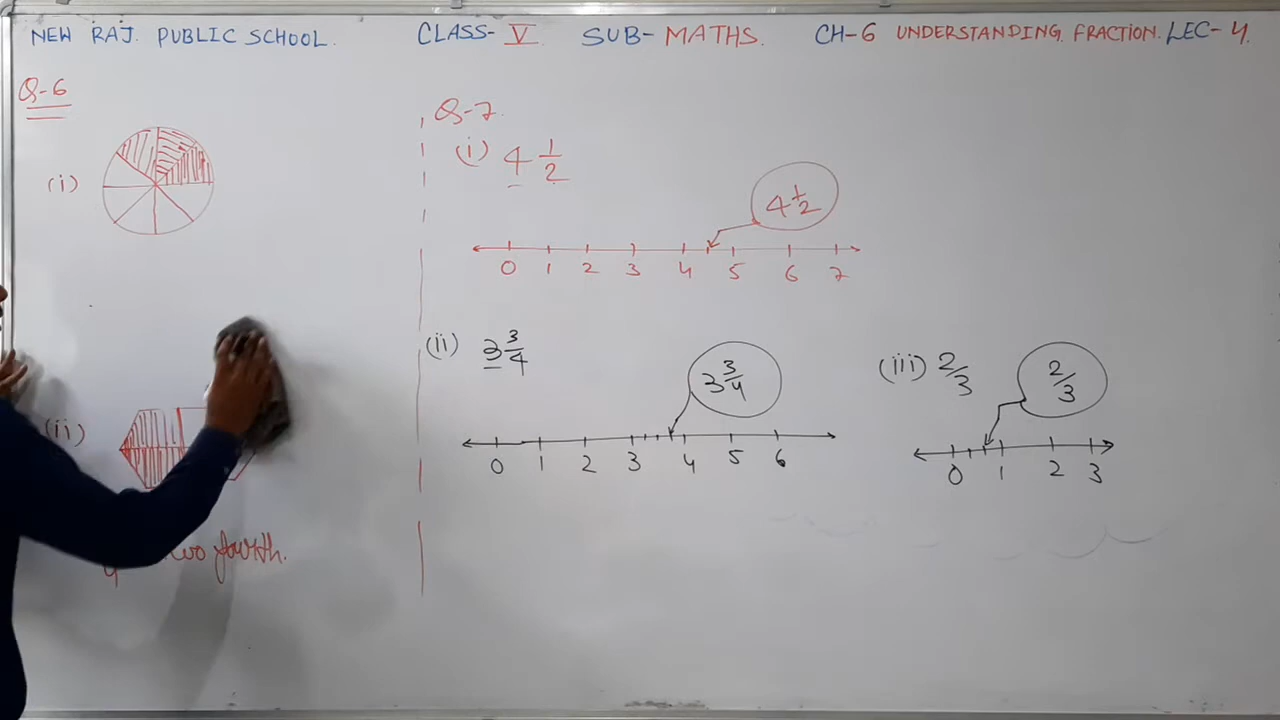 NEW RAJ. PUBLIC SCHOOL. CLASS- V SUB- MATHS. CH-6 UNDERSTANDING FRACTION. LEC- 4.
Q-6
(i)
(ii)
4 two fourth.
Q-7.
(i) 4 1/2
4 1/2
0 1 2 3 4 5 6 7
(ii) 3 3/4
3 3/4
0 1 2 3 4 5 6
(iii) 2/3
2/3
0 1 2 3